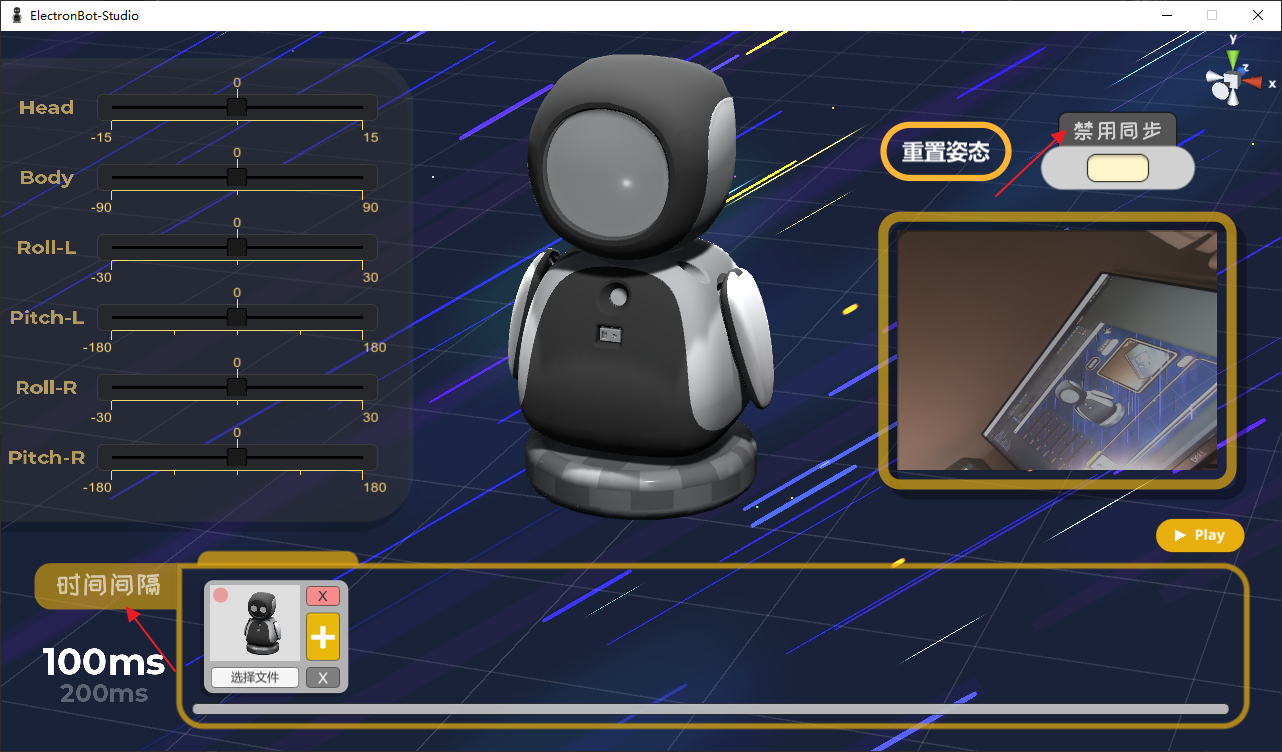 ElectronBot-Studio
y
z
x
Head
0
-15
15
Body
0
-90
90
Roll-L
0
-30
30
Pitch-L
0
-180
180
Roll-R
0
-30
30
Pitch-R
0
-180
180
重置姿态
禁用同步
Play
时间间隔
100ms
200ms
X
+
选择文件
X